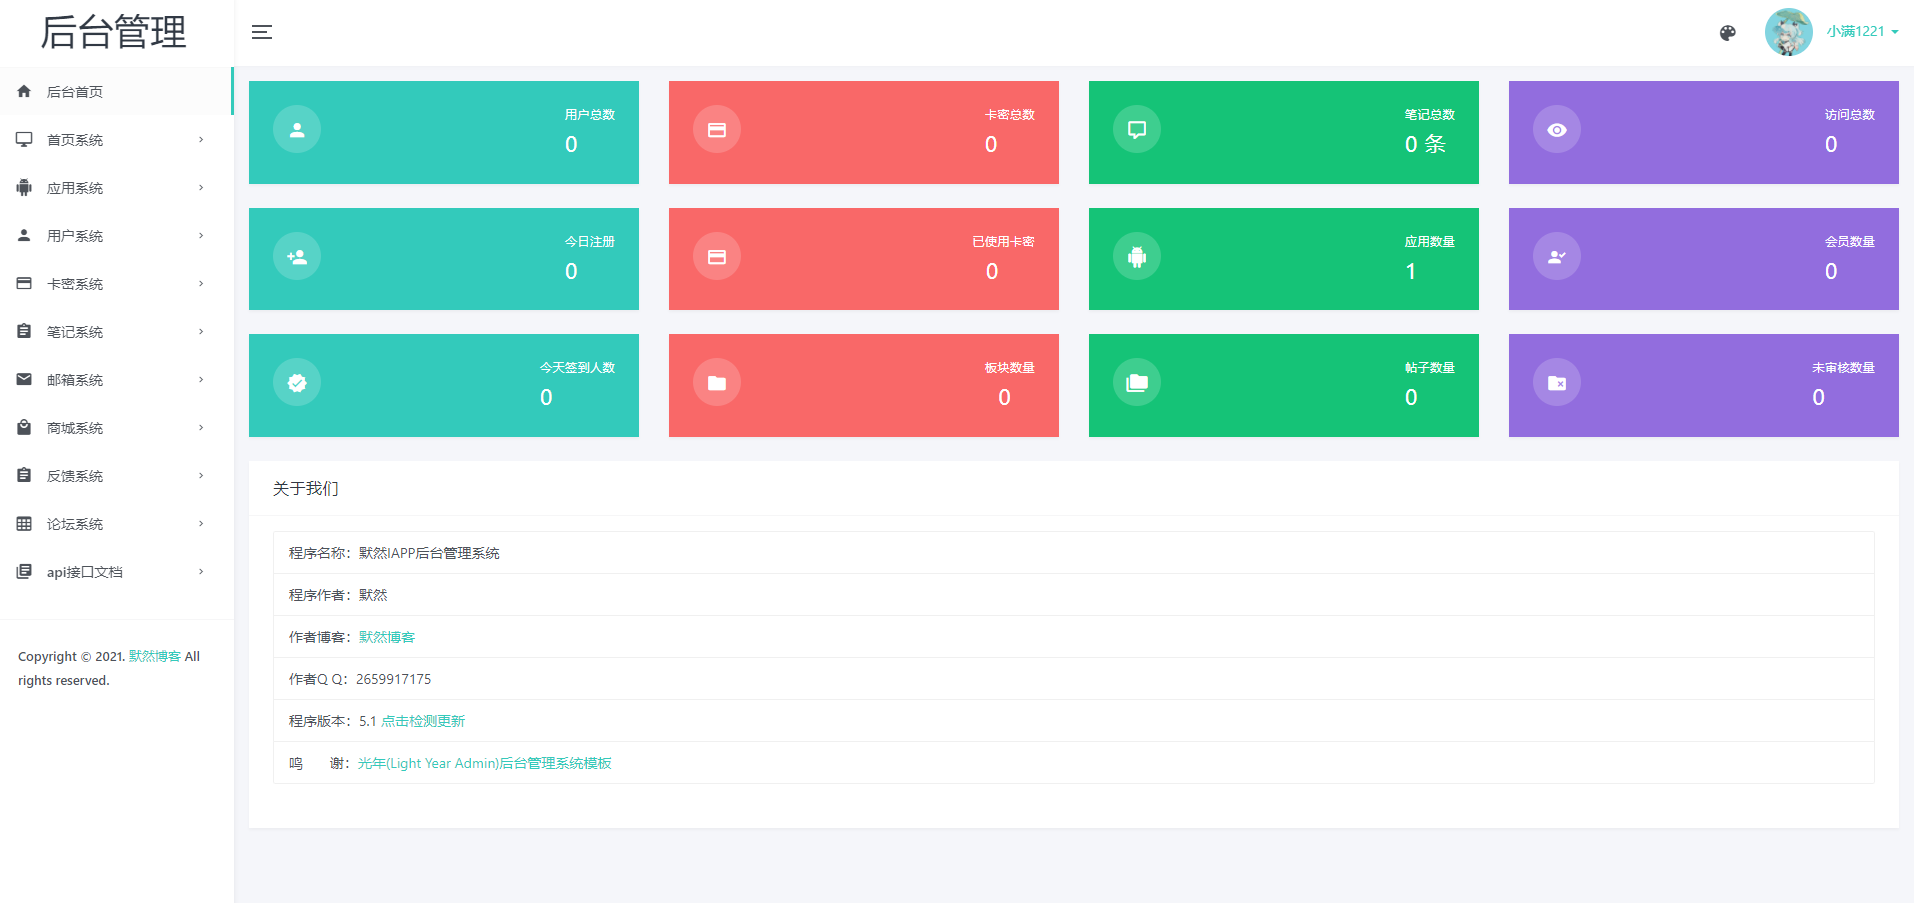 后台管理
小满1221
后台首页
首页系统
应用系统
用户系统
卡密系统
笔记系统
邮箱系统
商城系统
反馈系统
论坛系统
api接口文档
Copyright © 2021. 默然博客 All
rights reserved.
用户总数
0
卡密总数
0
笔记总数
0 条
访问总数
0
今日注册
0
已使用卡密
0
应用数量
1
会员数量
0
今天签到人数
0
板块数量
0
帖子数量
0
未审核数量
0
关于我们
程序名称：默然IAPP后台管理系统
程序作者：默然
作者博客：默然博客
作者Q Q：2659917175
程序版本：5.1 点击检测更新
鸣　　谢：光年(Light Year Admin)后台管理系统模板